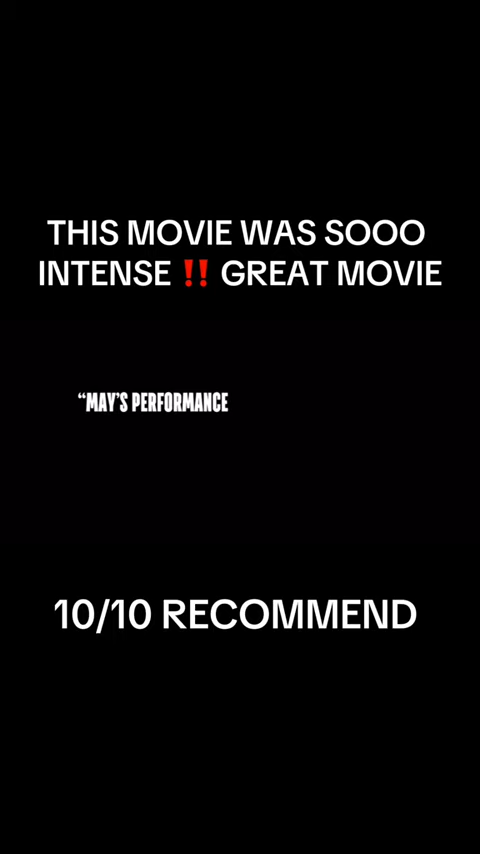 THIS MOVIE WAS SOOO
INTENSE ‼️ GREAT MOVIE
“MAY’S PERFORMANCE
10/10 RECOMMEND